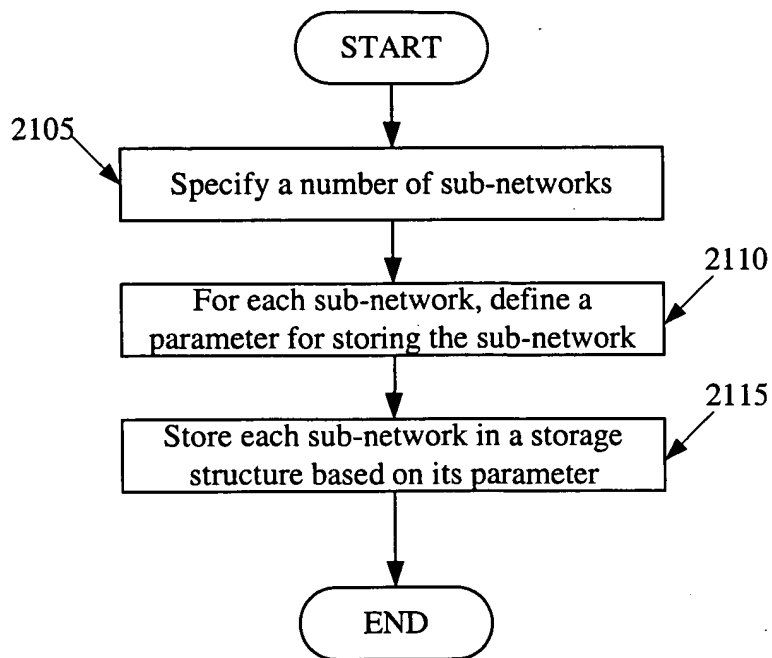 START
2105
Specify a number of sub-networks
2110
For each sub-network, define a
parameter for storing the sub-network
2115
Store each sub-network in a storage
structure based on its parameter
END